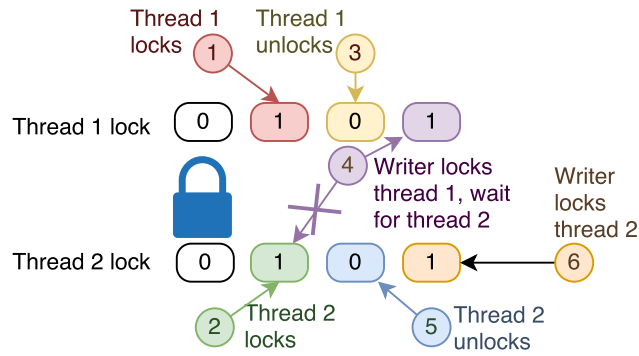 Thread 1
locks
Thread 1
unlocks
1
3
Thread 1 lock
0
1
0
1
4
Writer locks
thread 1, wait
for thread 2
Writer
locks
thread 2
Thread 2 lock
0
1
0
1
6
2
Thread 2
locks
5
Thread 2
unlocks